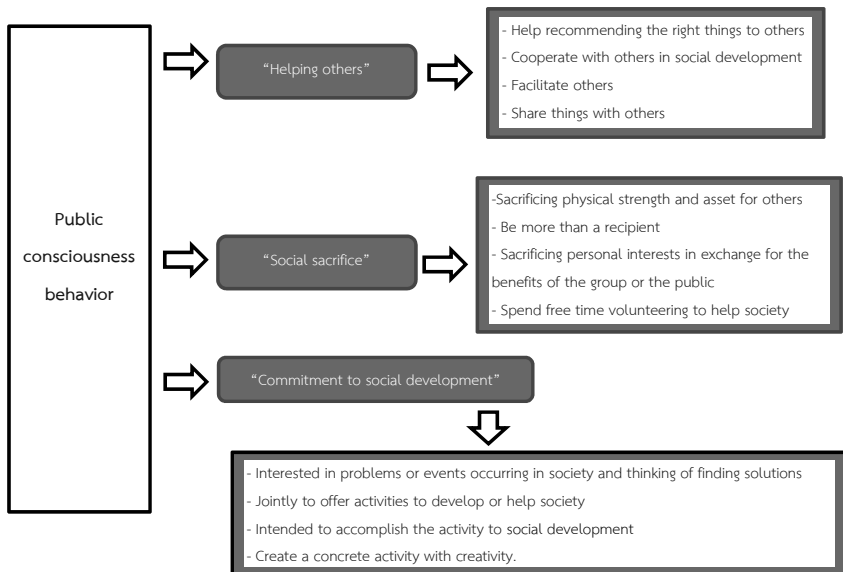 Public
consciousness
behavior
“Helping others”
- Help recommending the right things to others
- Cooperate with others in social development
- Facilitate others
- Share things with others
“Social sacrifice”
-Sacrificing physical strength and asset for others
- Be more than a recipient
- Sacrificing personal interests in exchange for the
benefits of the group or the public
- Spend free time volunteering to help society
“Commitment to social development”
- Interested in problems or events occurring in society and thinking of finding solutions
- Jointly to offer activities to develop or help society
- Intended to accomplish the activity to social development
- Create a concrete activity with creativity.